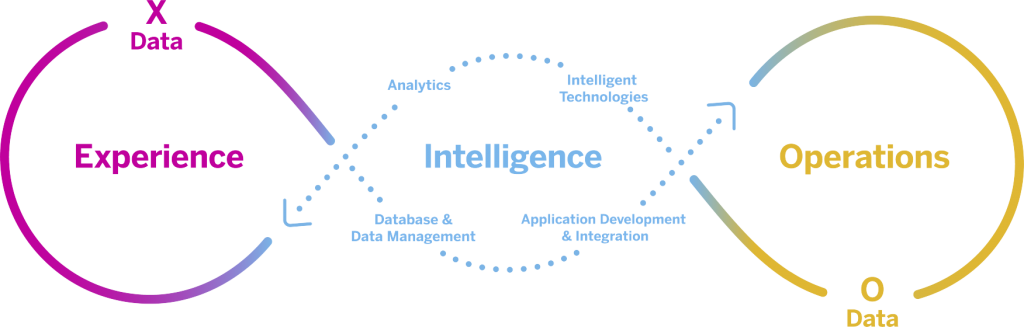 X
Data
Experience
Analytics
Intelligent
Technologies
Intelligence
Database &
Data Management
Application Development
& Integration
Operations
O
Data